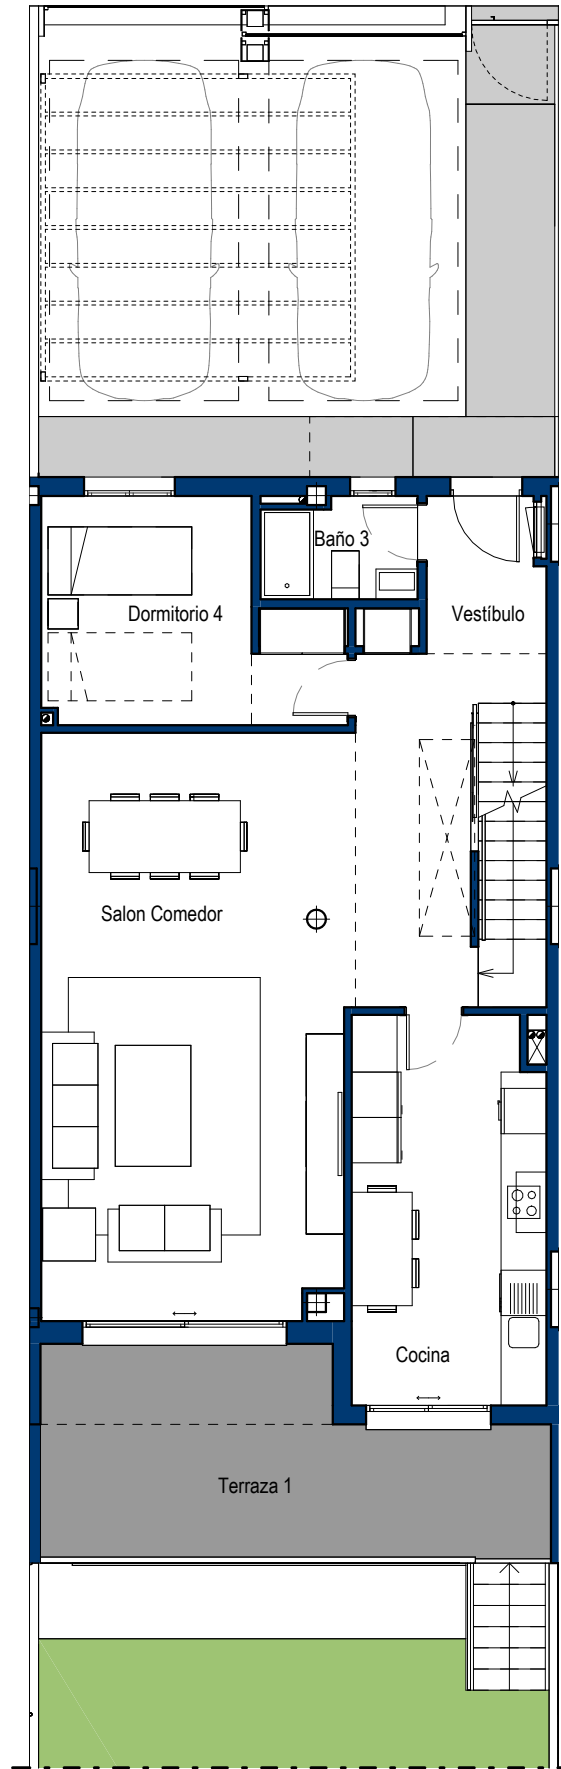 Baño 3
Dormitorio 4
Vestíbulo
Salon Comedor
Cocina
Terraza 1